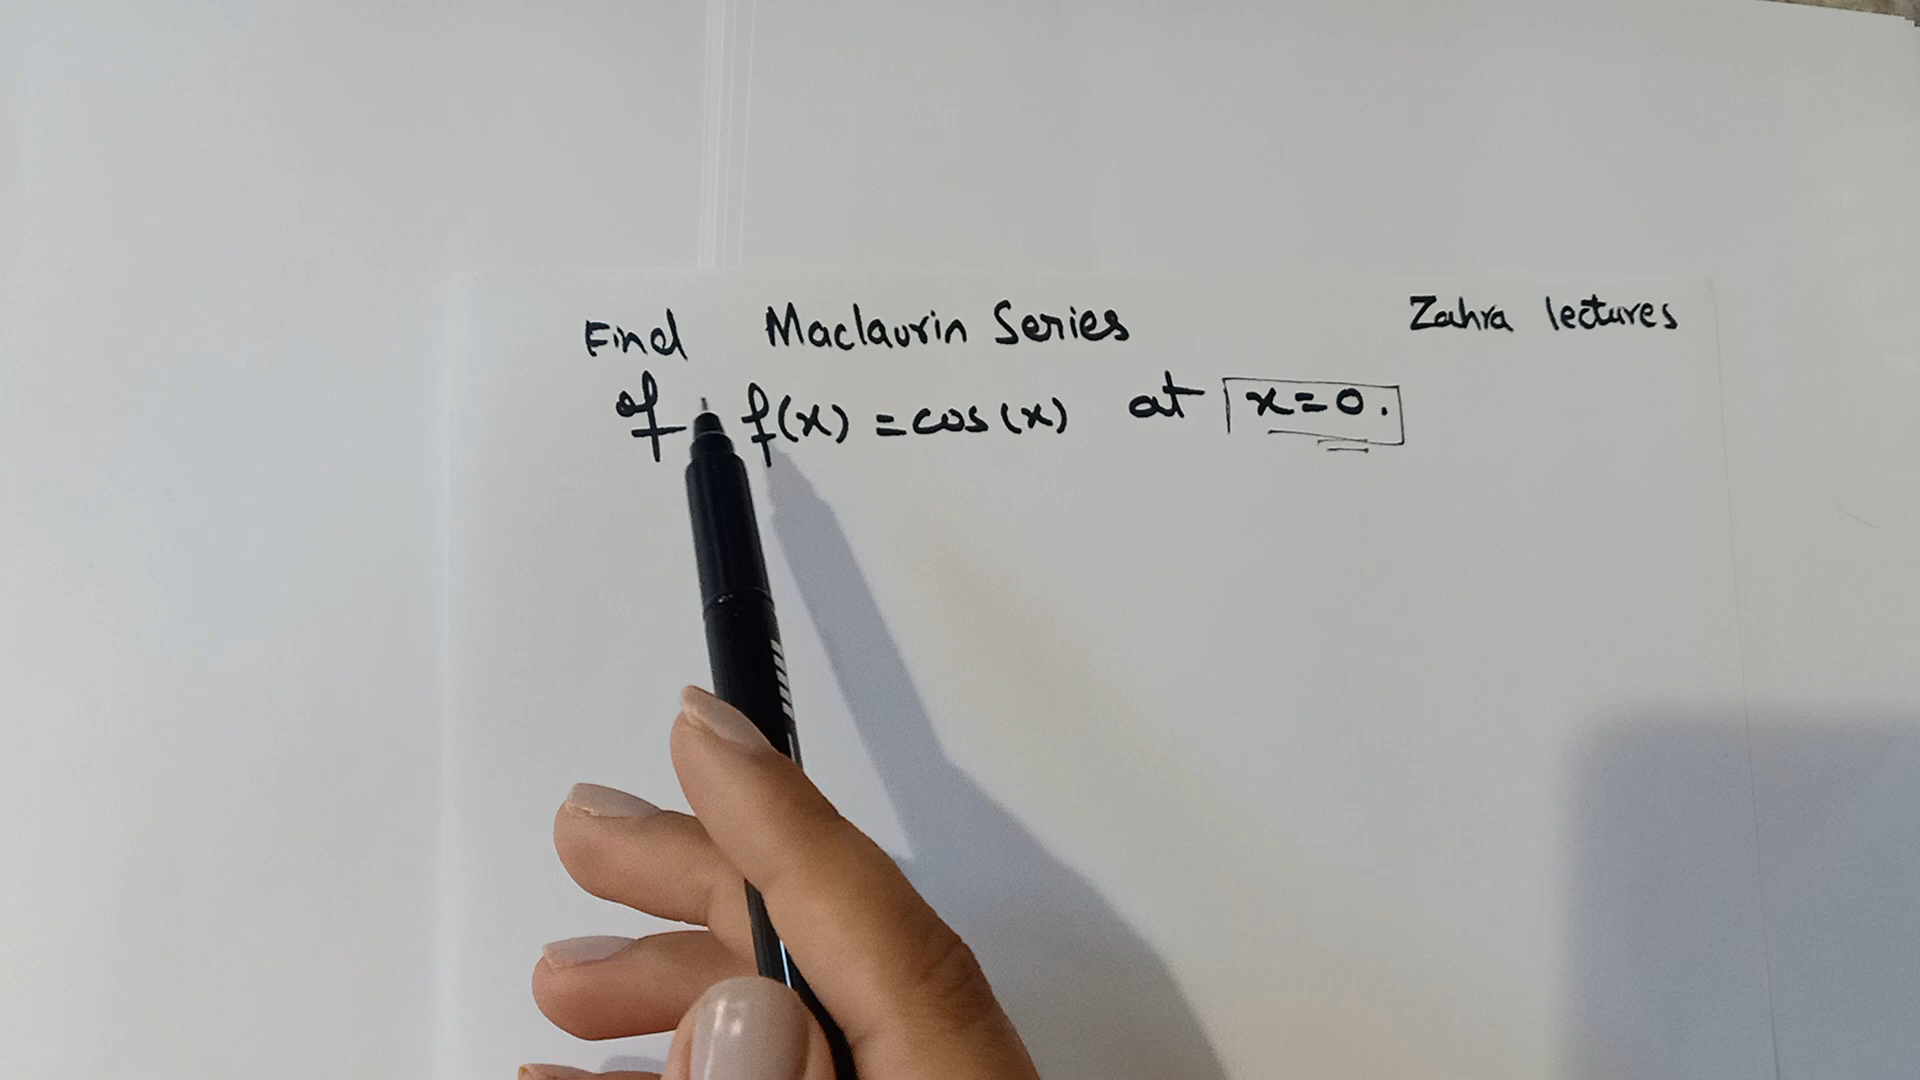 Find Maclaurin Series
Zahra lectures
of f(x) = cos(x) at x=0.